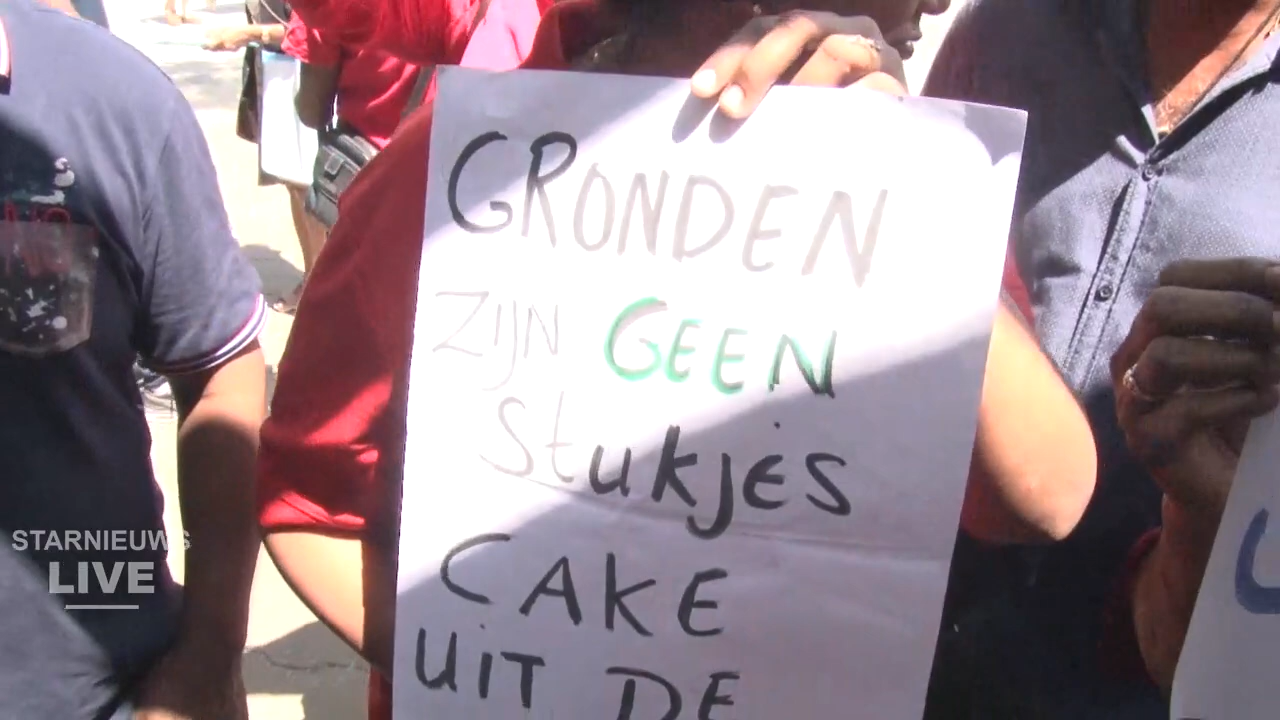 GRONDEN
ZIJN GEEN
Stukjes
CAKE
UiT DE
STARNIEUWS
LIVE